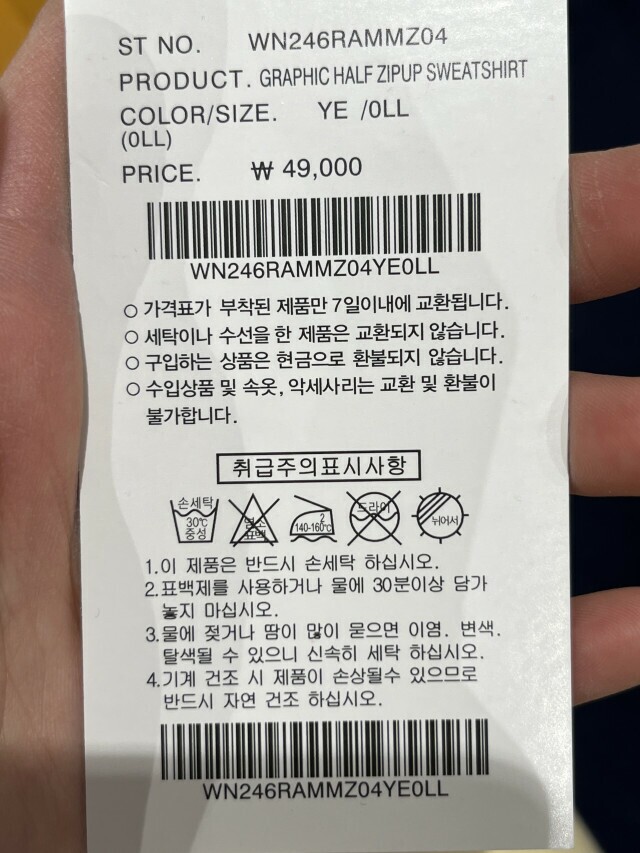 ST NO. WN246RAMMZ04
PRODUCT. GRAPHIC HALF ZIPUP SWEATSHIRT
COLOR/SIZE. YE /0LL
(0LL)
PRICE. ₩ 49,000
WN246RAMMZ04YE0LL
○ 가격표가 부착된 제품만 7일이내에 교환됩니다.
○ 세탁이나 수선을 한 제품은 교환되지 않습니다.
○ 구입하는 상품은 현금으로 환불되지 않습니다.
○ 수입상품 및 속옷, 악세사리는 교환 및 환불이
불가합니다.
취급주의표시사항
손세탁 30℃ 중성
염소 표백
2 140-160℃
드라이
뉘어서
1.이 제품은 반드시 손세탁 하십시오.
2.표백제를 사용하거나 물에 30분이상 담가
놓지 마십시오.
3.물에 젖거나 땀이 많이 묻으면 이염. 변색.
탈색될 수 있으니 신속히 세탁 하십시오.
4.기계 건조 시 제품이 손상될수 있으므로
반드시 자연 건조 하십시오.
WN246RAMMZ04YE0LL